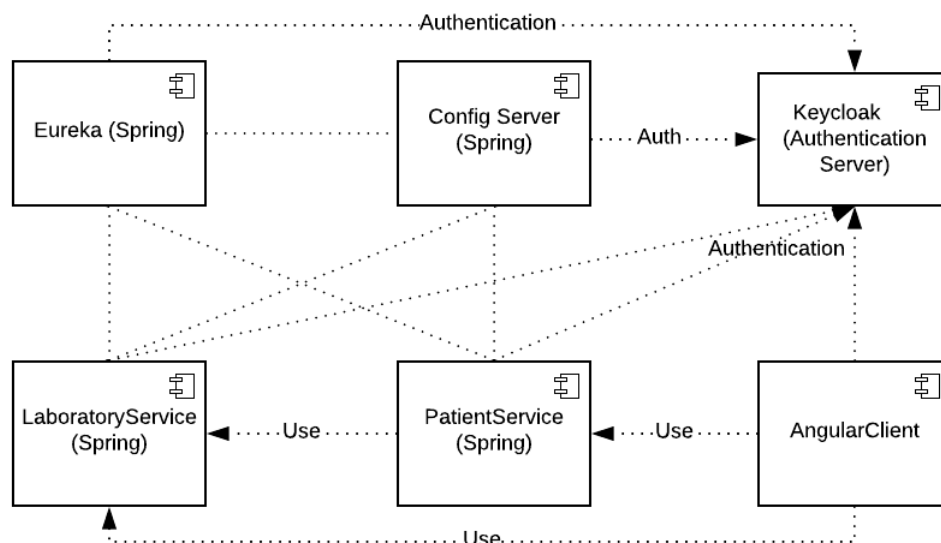 Authentication
Eureka (Spring)
Config Server
(Spring)
Auth
Keycloak
(Authentication
Server)
Authentication
LaboratoryService
(Spring)
Use
PatientService
(Spring)
Use
AngularClient
Use